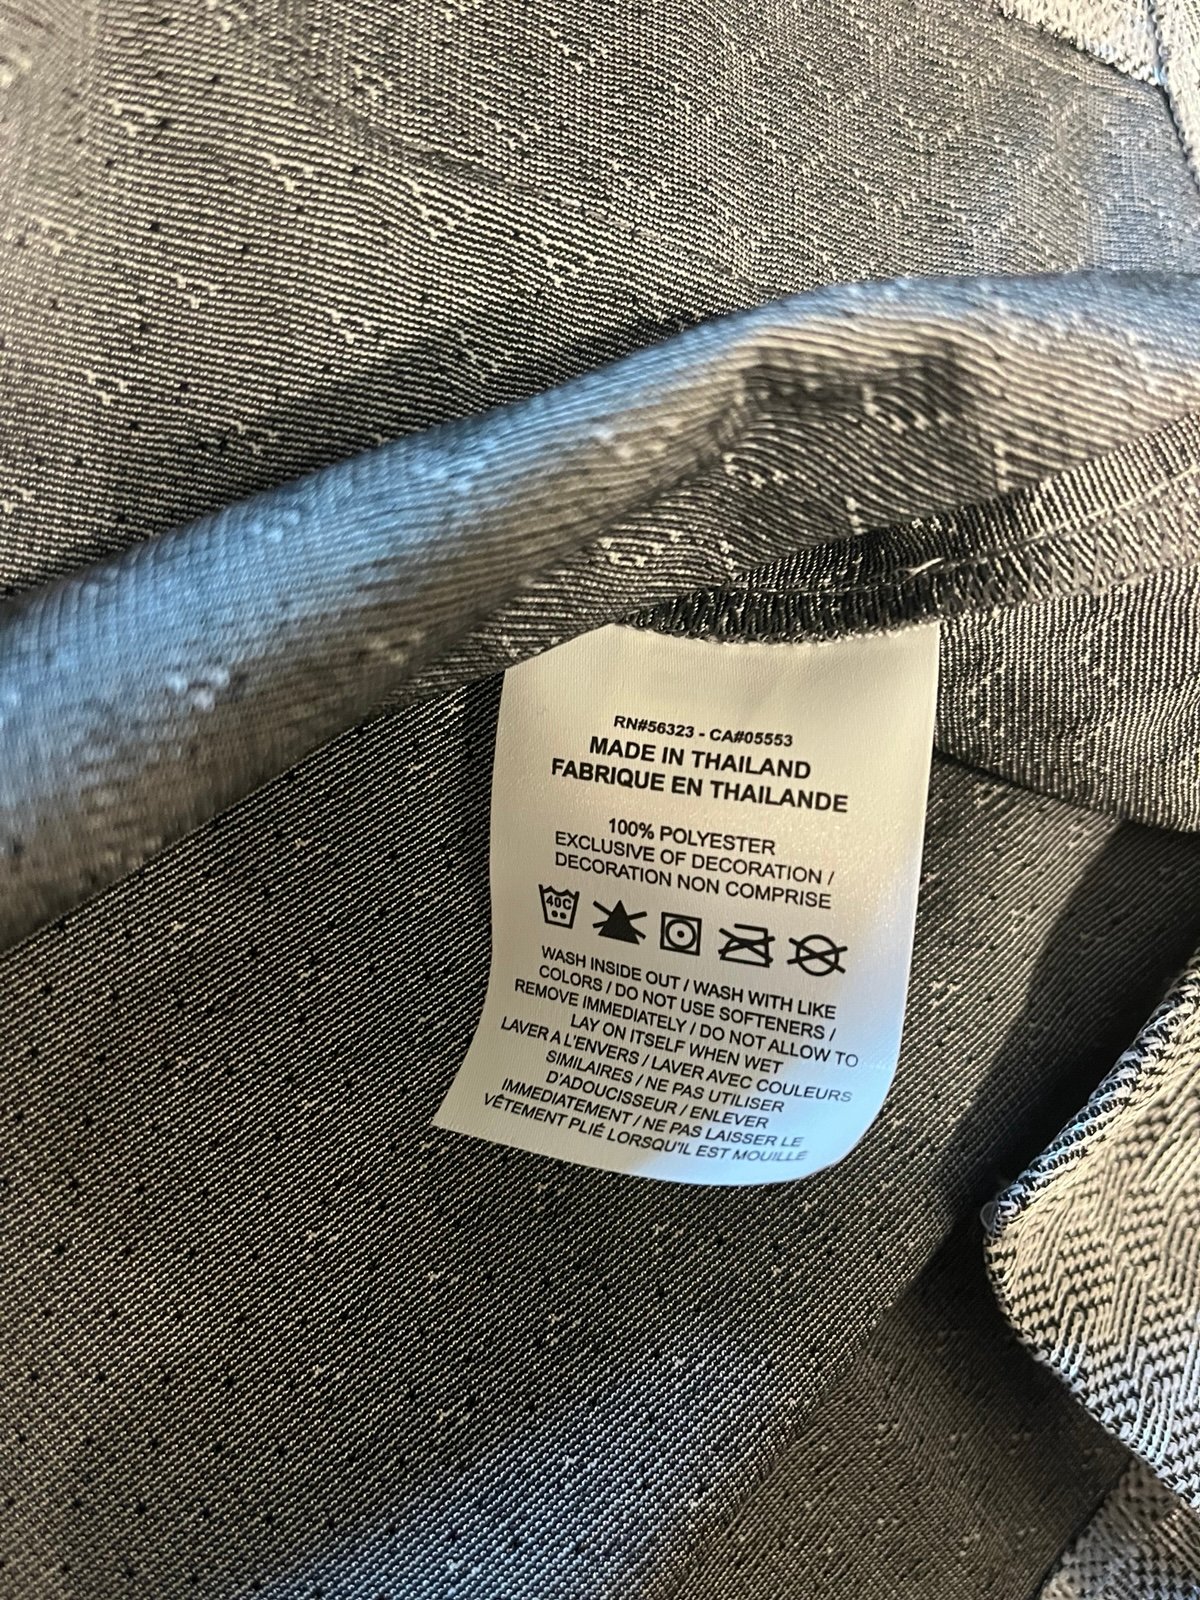 RN#56323 - CA#05553
MADE IN THAILAND
FABRIQUE EN THAILANDE
100% POLYESTER
EXCLUSIVE OF DECORATION /
DECORATION NON COMPRISE
40C
WASH INSIDE OUT / WASH WITH LIKE
COLORS / DO NOT USE SOFTENERS /
REMOVE IMMEDIATELY / DO NOT ALLOW TO
LAY ON ITSELF WHEN WET
LAVER A L'ENVERS / LAVER AVEC COULEURS
SIMILAIRES / NE PAS UTILISER
D'ADOUCISSEUR / ENLEVER
IMMEDIATEMENT / NE PAS LAISSER LE
VÊTEMENT PLIÉ LORSQU'IL EST MOUILLÉ